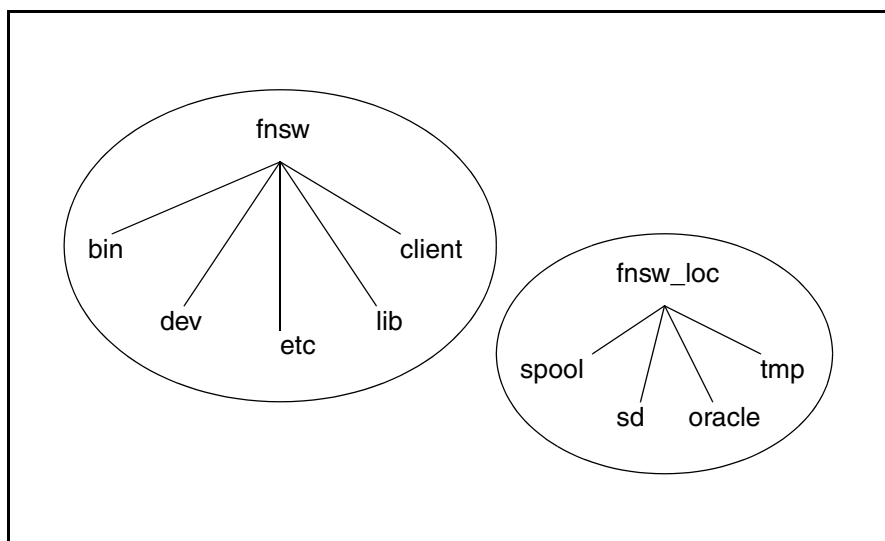 fnsw
bin
client
dev
lib
etc
fnsw_loc
spool
tmp
sd
oracle